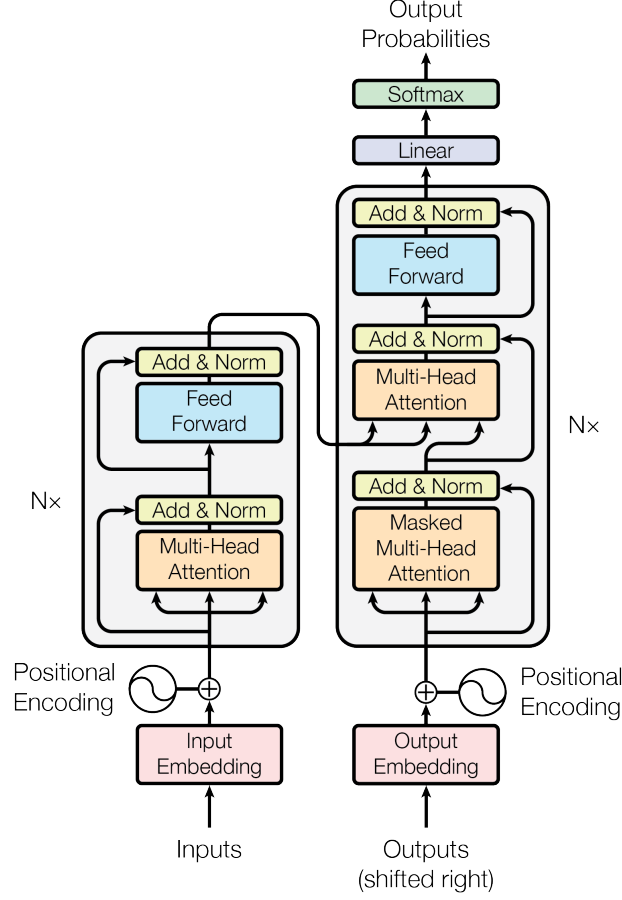 Output
Probabilities
Softmax
Linear
Add & Norm
Feed
Forward
Add & Norm
Multi-Head
Attention
Add & Norm
Masked
Multi-Head
Attention
N×
Add & Norm
Feed
Forward
Add & Norm
Multi-Head
Attention
N×
Positional
Encoding
Positional
Encoding
Input
Embedding
Output
Embedding
Inputs
Outputs
(shifted right)